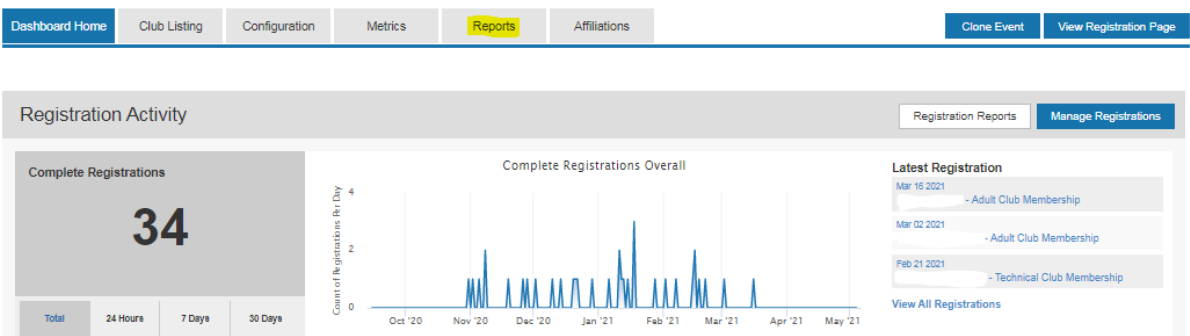 Dashboard Home Club Listing Configuration Metrics Reports Affiliations Clone Event View Registration Page
Registration Activity Registration Reports Manage Registrations
Complete Registrations
34
Total 24 Hours 7 Days 30 Days
Complete Registrations Overall
Count of Registrations Per Day
4
2
0
Oct '20 Nov '20 Dec '20 Jan '21 Feb '21 Mar '21 Apr '21 May '21
Latest Registration
Mar 16 2021
- Adult Club Membership
Mar 02 2021
- Adult Club Membership
Feb 21 2021
- Technical Club Membership
View All Registrations